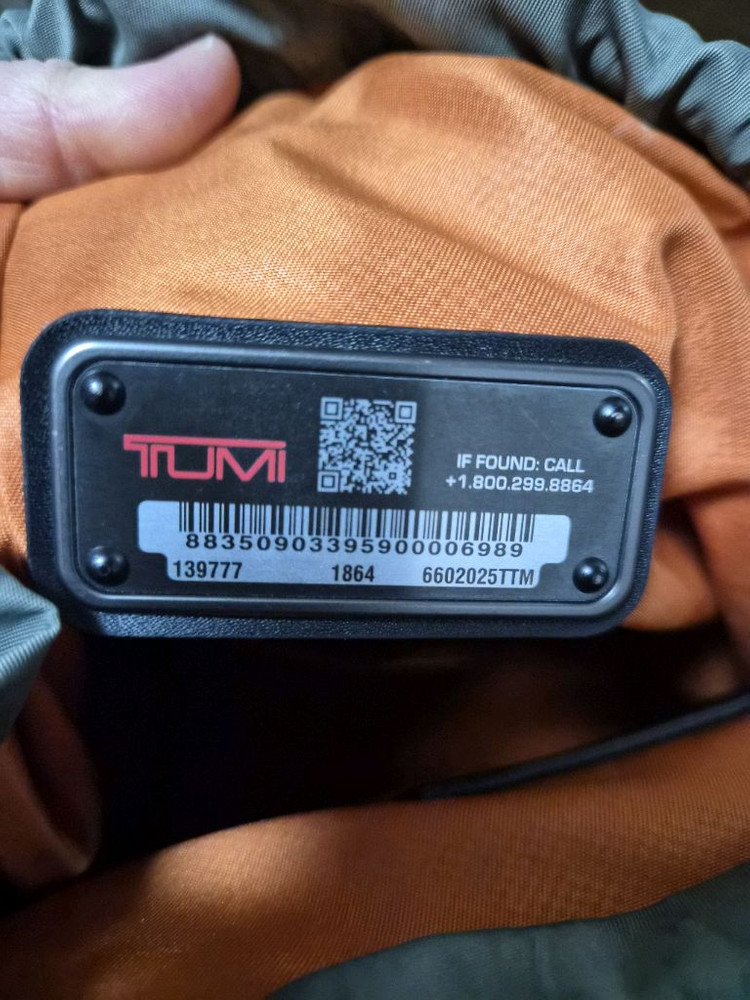 TUMI
IF FOUND: CALL
+1.800.299.8864
88350903395900006989
139777 1864 6602025TTM